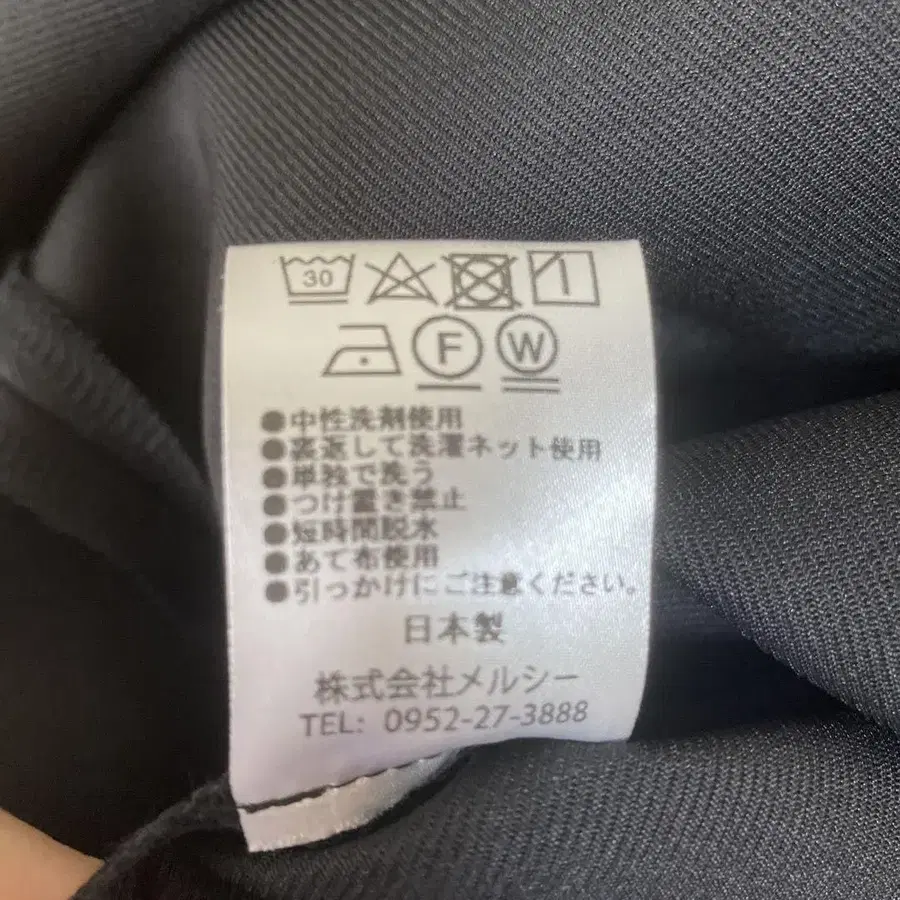 30
F W
●中性洗剤使用
●裏返して洗濯ネット使用
●単独で洗う
●つけ置き禁止
●短時間脱水
●あて布使用
●引っかけにご注意ください。
日本製
株式会社メルシー
TEL: 0952-27-3888